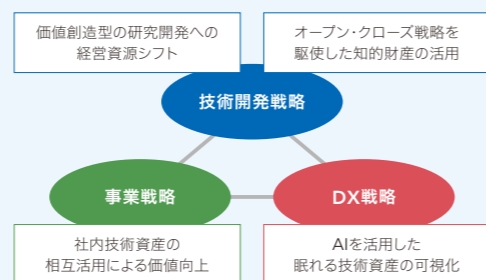 価値創造型の研究開発への
経営資源シフト
オープン・クローズ戦略を
駆使した知的財産の活用
技術開発戦略
事業戦略
DX戦略
社内技術資産の
相互活用による価値向上
AIを活用した
眠れる技術資産の可視化